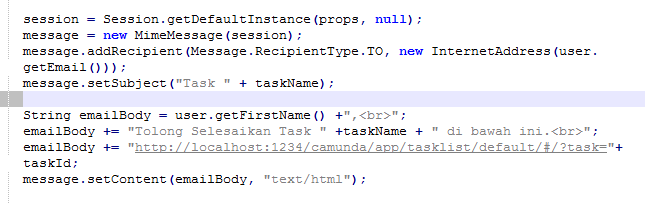 session = Session.getDefaultInstance(props, null);
message = new MimeMessage(session);
message.addRecipient(Message.RecipientType.TO, new InternetAddress(user.
getEmail()));
message.setSubject("Task " + taskName);
String emailBody = user.getFirstName() +",<br>";
emailBody += "Tolong Selesaikan Task " +taskName + " di bawah ini.<br>";
emailBody += "http://localhost:1234/camunda/app/tasklist/default/#/?task="+
taskId;
message.setContent(emailBody, "text/html");